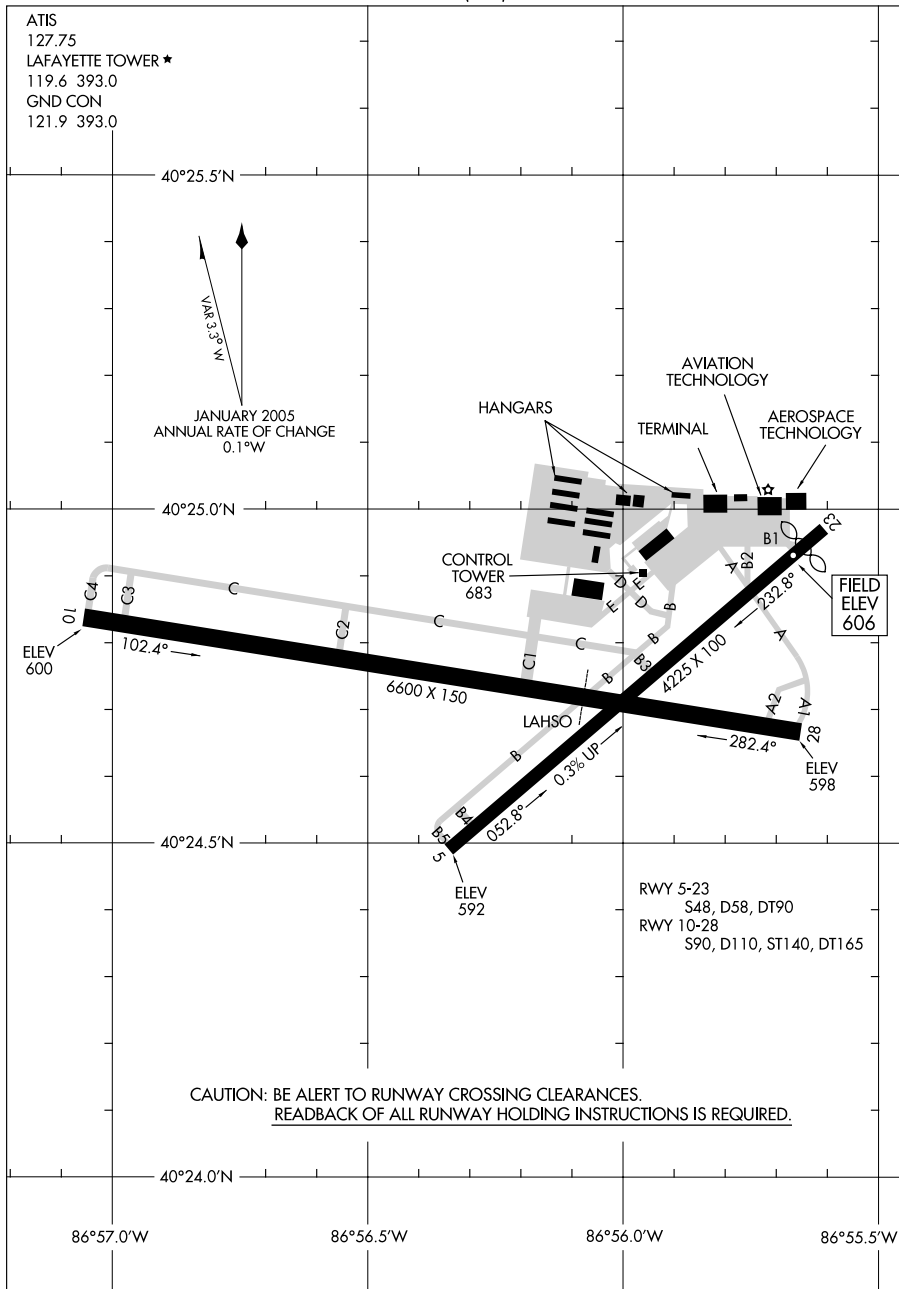 ATIS
127.75
LAFAYETTE TOWER ★
119.6 393.0
GND CON
121.9 393.0
40°25.5'N
VAR 3.3° W
JANUARY 2005
ANNUAL RATE OF CHANGE
0.1°W
HANGARS
TERMINAL
AVIATION
TECHNOLOGY
AEROSPACE
TECHNOLOGY
40°25.0'N
23
B1
B2
A
CONTROL
TOWER
683
D
E
D
E
B
232.8°
FIELD
ELEV
606
C4
C3
C
10
ELEV
600
102.4°
C2
C
C
C1
B
B3
B
4225 X 100
A
6600 X 150
LAHSO
A2
A1
28
282.4°
ELEV
598
B
0.3% UP
052.8°
B4
B5
5
40°24.5'N
ELEV
592
RWY 5-23
S48, D58, DT90
RWY 10-28
S90, D110, ST140, DT165
CAUTION: BE ALERT TO RUNWAY CROSSING CLEARANCES.
READBACK OF ALL RUNWAY HOLDING INSTRUCTIONS IS REQUIRED.
40°24.0'N
86°57.0'W
86°56.5'W
86°56.0'W
86°55.5'W